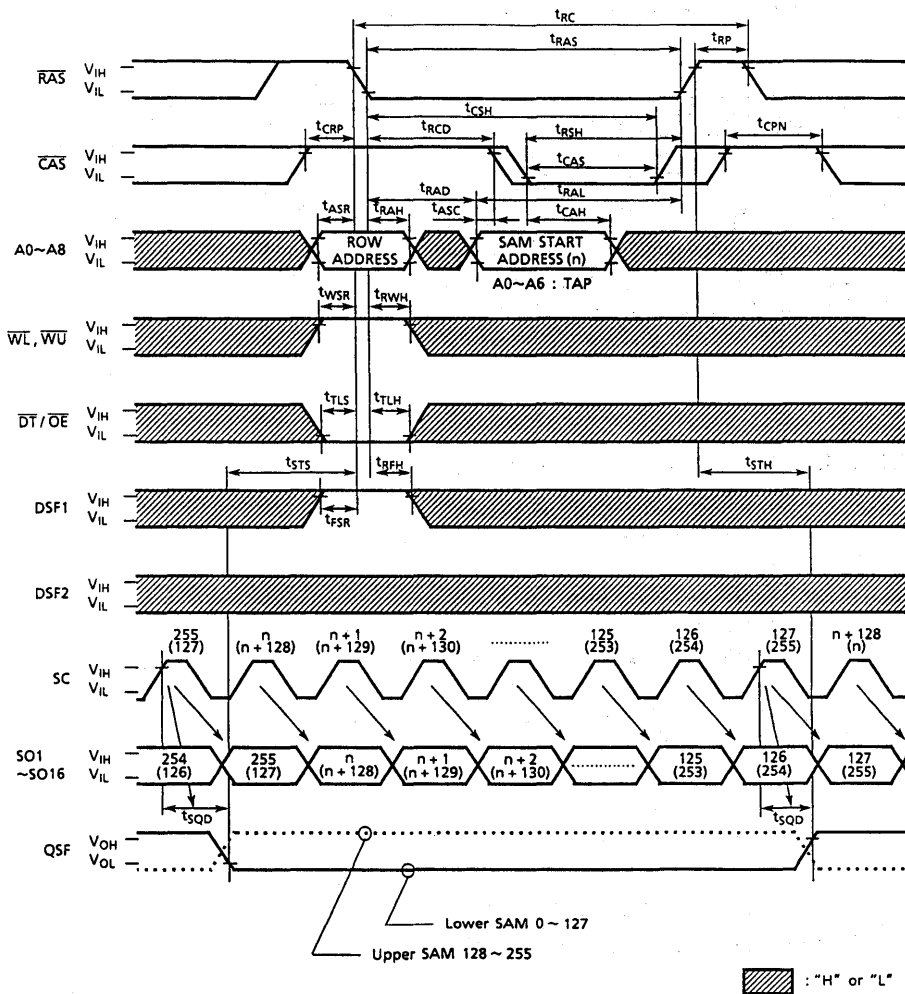 tRC
tRAS
tRP
RAS
VIH
VIL
tCSH
tCRP
tRCD
tRSH
tCPN
CAS
VIH
VIL
tCAS
tRAD
tRAL
tASR
tRAH
tASC
tCAH
A0~A8
VIH
VIL
ROW
ADDRESS
SAM START
ADDRESS (n)
A0~A6 : TAP
tWSR
tRWH
WL, WU
VIH
VIL
tTLS
tTLH
DT/OE
VIH
VIL
tSTS
tRFH
tSTH
DSF1
VIH
VIL
tFSR
DSF2
VIH
VIL
255
(127)
n
(n + 128)
n + 1
(n + 129)
n + 2
(n + 130)
..........
125
(253)
126
(254)
127
(255)
n + 128
(n)
SC
VIH
VIL
SO1
~SO16
VIH
VIL
254
(126)
255
(127)
n
(n + 128)
n + 1
(n + 129)
n + 2
(n + 130)
..........
125
(253)
126
(254)
127
(255)
tSQD
tSQD
QSF
VOH
VOL
Lower SAM 0 ~ 127
Upper SAM 128 ~ 255
: "H" or "L"